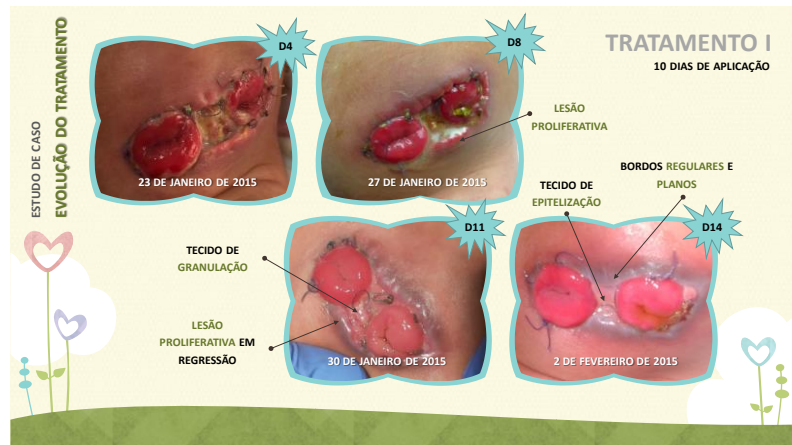 TRATAMENTO I
10 DIAS DE APLICAÇÃO
ESTUDO DE CASO
EVOLUÇÃO DO TRATAMENTO
D4
23 DE JANEIRO DE 2015
D8
27 DE JANEIRO DE 2015
LESÃO
PROLIFERATIVA
TECIDO DE
GRANULAÇÃO
LESÃO
PROLIFERATIVA EM
REGRESSÃO
D11
30 DE JANEIRO DE 2015
TECIDO DE
EPITELIZAÇÃO
BORDOS REGULARES E
PLANOS
D14
2 DE FEVEREIRO DE 2015